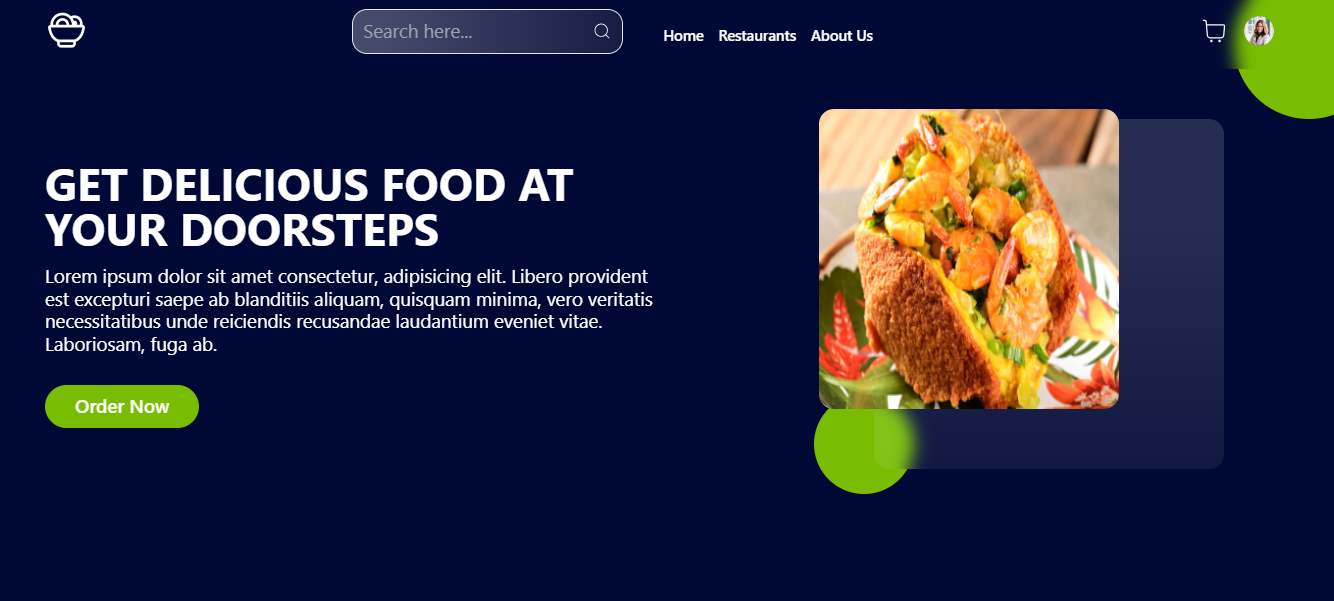 Search here...
Home Restaurants About Us
GET DELICIOUS FOOD AT
YOUR DOORSTEPS
Lorem ipsum dolor sit amet consectetur, adipisicing elit. Libero provident
est excepturi saepe ab blanditiis aliquam, quisquam minima, vero veritatis
necessitatibus unde reiciendis recusandae laudantium eveniet vitae.
Laboriosam, fuga ab.
Order Now